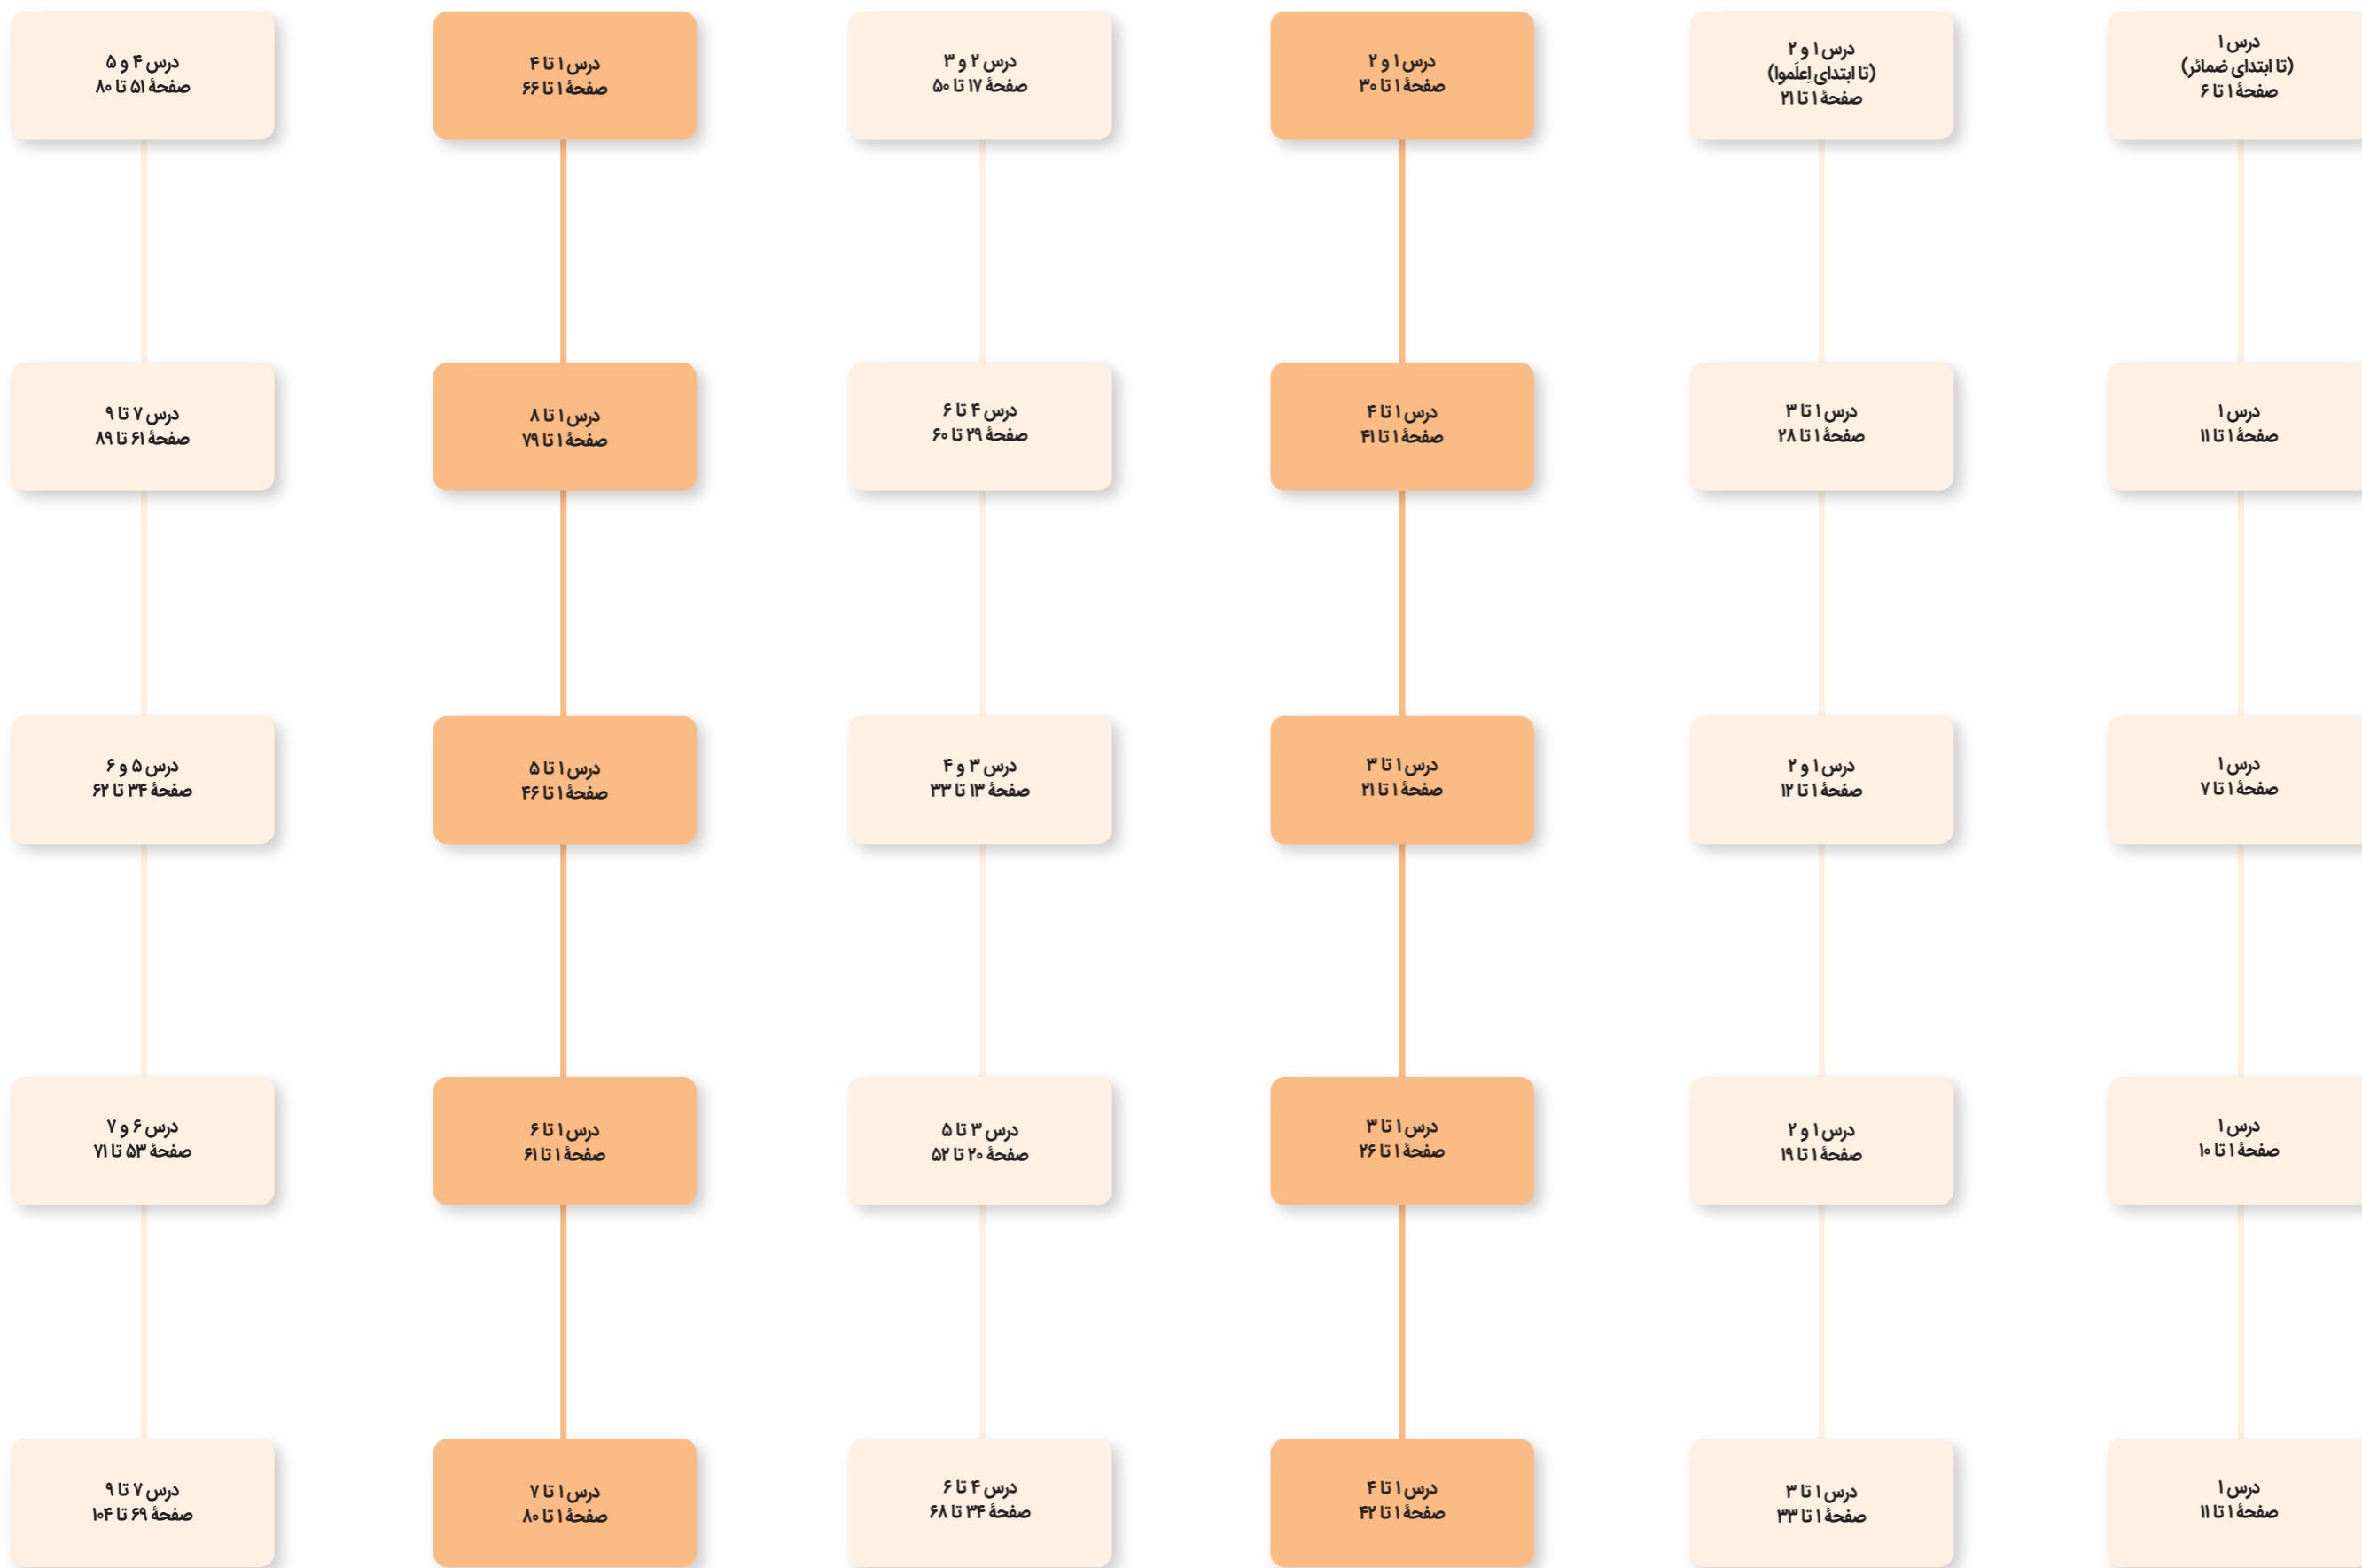 درس ۱
(تا ابتدای ضمائر)
صفحهٔ ۱ تا ۶
درس ۱ و ۲
(تا ابتدای اِعلَموا)
صفحهٔ ۱ تا ۲۱
درس ۱ و ۲
صفحهٔ ۱ تا ۳۰
درس ۲ و ۳
صفحهٔ ۱۷ تا ۵۰
درس ۱ تا ۴
صفحهٔ ۱ تا ۶۶
درس ۴ و ۵
صفحهٔ ۵۱ تا ۸۰
درس ۱
صفحهٔ ۱ تا ۱۱
درس ۱ تا ۳
صفحهٔ ۱ تا ۲۸
درس ۱ تا ۴
صفحهٔ ۱ تا ۴۱
درس ۴ تا ۶
صفحهٔ ۲۹ تا ۶۰
درس ۱ تا ۸
صفحهٔ ۱ تا ۷۹
درس ۷ تا ۹
صفحهٔ ۶۱ تا ۸۹
درس ۱
صفحهٔ ۱ تا ۷
درس ۱ و ۲
صفحهٔ ۱ تا ۱۲
درس ۱ تا ۳
صفحهٔ ۱ تا ۲۱
درس ۳ و ۴
صفحهٔ ۱۳ تا ۳۳
درس ۱ تا ۵
صفحهٔ ۱ تا ۴۶
درس ۵ و ۶
صفحهٔ ۳۴ تا ۶۲
درس ۱
صفحهٔ ۱ تا ۱۰
درس ۱ و ۲
صفحهٔ ۱ تا ۱۹
درس ۱ تا ۳
صفحهٔ ۱ تا ۲۶
درس ۳ تا ۵
صفحهٔ ۲۰ تا ۵۲
درس ۱ تا ۶
صفحهٔ ۱ تا ۶۱
درس ۶ و ۷
صفحهٔ ۵۳ تا ۷۱
درس ۱
صفحهٔ ۱ تا ۱۱
درس ۱ تا ۳
صفحهٔ ۱ تا ۳۳
درس ۱ تا ۴
صفحهٔ ۱ تا ۴۲
درس ۴ تا ۶
صفحهٔ ۳۴ تا ۶۸
درس ۱ تا ۷
صفحهٔ ۱ تا ۸۰
درس ۷ تا ۹
صفحهٔ ۶۹ تا ۱۰۴